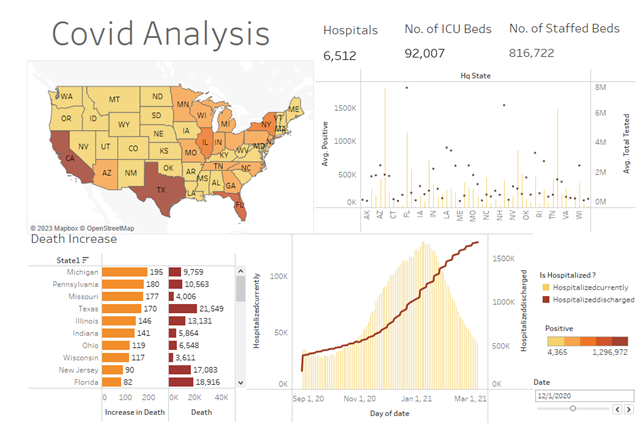 Covid Analysis
Hospitals
6,512
No. of ICU Beds
92,007
No. of Staffed Beds
816,722
WA
MT
ND
MN
OR
ID
SD
WI
MI
NY
VT
ME
MA
WY
IA
NE
NV
UT
CO
IL
IN
MD
WV
KS
MO
KY
CA
AZ
NM
OK
AR
TN
NC
MS
AL
GA
TX
LA
FL
© 2023 Mapbox © OpenStreetMap
Hq State
1500K
1000K
500K
0K
Avg. Positive
8M
6M
4M
2M
0M
Avg. Total Tested
AK
AZ
CT
FL
IA
IN
LA
ME
MO
NC
NH
NV
OK
RI
TN
VA
WI
Death Increase
State1
Michigan 195 9,759
Pennsylvania 180 10,563
Missouri 177 4,006
Texas 170 21,549
Illinois 146 13,131
Indiana 141 5,864
Ohio 119 6,548
Wisconsin 117 3,611
New Jersey 90 17,083
Florida 82 18,916
0 100 200 0K 20K 40K
Increase in Death Death
100K
50K
0K
Hospitalizedcurrently
1500K
1000K
500K
0K
Hospitalizeddischarged
Sep 1, 20 Nov 1, 20 Jan 1, 21 Mar 1, 21
Day of date
Is Hospitalized ?
Hospitalizedcurrently
Hospitalizeddischarged
Positive
4,365 1,296,972
Date
12/1/2020